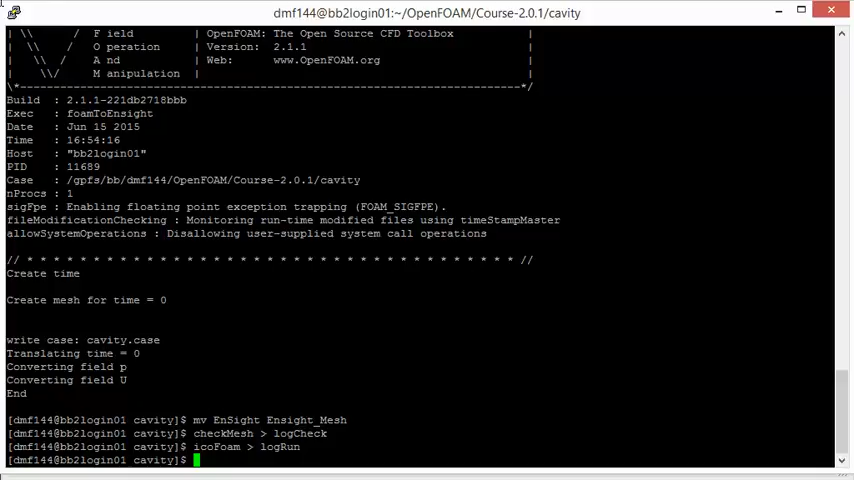 dmf144@bb2login01:~/OpenFOAM/Course-2.0.1/cavity
| \\      /  F ield         | OpenFOAM: The Open Source CFD Toolbox           |
|  \\    /   O peration     | Version:  2.1.1                                 |
|   \\  /    A nd           | Web:      www.OpenFOAM.org                      |
|    \\/     M anipulation  |                                                 |
\*---------------------------------------------------------------------------*/
Build  : 2.1.1-221db2718bbb
Exec   : foamToEnsight
Date   : Jun 15 2015
Time   : 16:54:16
Host   : "bb2login01"
PID    : 11689
Case   : /gpfs/bb/dmf144/OpenFOAM/Course-2.0.1/cavity
nProcs : 1
sigFpe : Enabling floating point exception trapping (FOAM_SIGFPE).
fileModificationChecking : Monitoring run-time modified files using timeStampMaster
allowSystemOperations : Disallowing user-supplied system call operations
// * * * * * * * * * * * * * * * * * * * * * * * * * * * * * * * * * * * * * //
Create time
Create mesh for time = 0
write case: cavity.case
Translating time = 0
Converting field p
Converting field U
End
[dmf144@bb2login01 cavity]$ mv EnSight Ensight_Mesh
[dmf144@bb2login01 cavity]$ checkMesh > logCheck
[dmf144@bb2login01 cavity]$ icoFoam > logRun
[dmf144@bb2login01 cavity]$